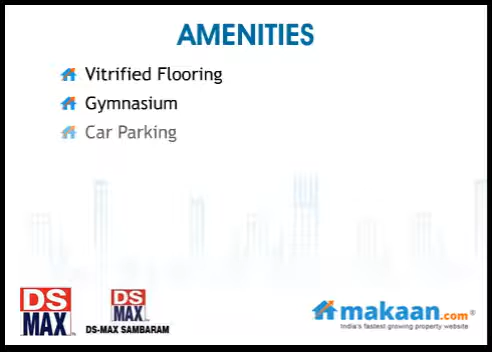 AMENITIES
Vitrified Flooring
Gymnasium
Car Parking
DS
MAX
DS
MAX
DS-MAX SAMBARAM
makaan.com®
India's fastest growing property website